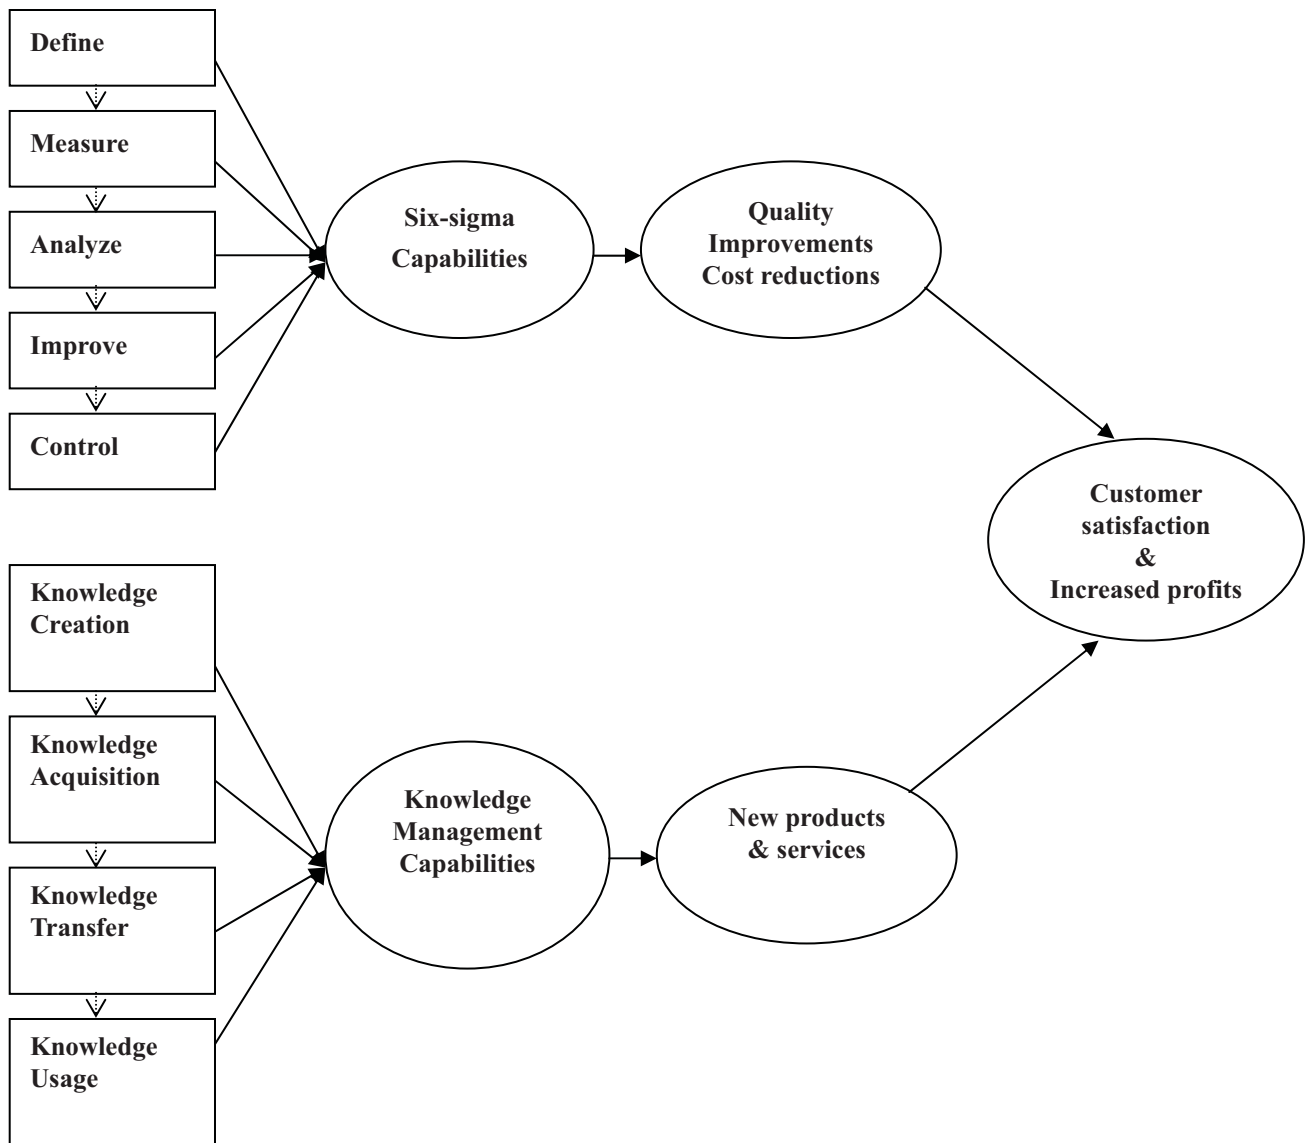 Define
Measure
Analyze
Improve
Control
Six-sigma
Capabilities
Quality
Improvements
Cost reductions
Customer
satisfaction
&
Increased profits
Knowledge
Creation
Knowledge
Acquisition
Knowledge
Transfer
Knowledge
Usage
Knowledge
Management
Capabilities
New products
& services